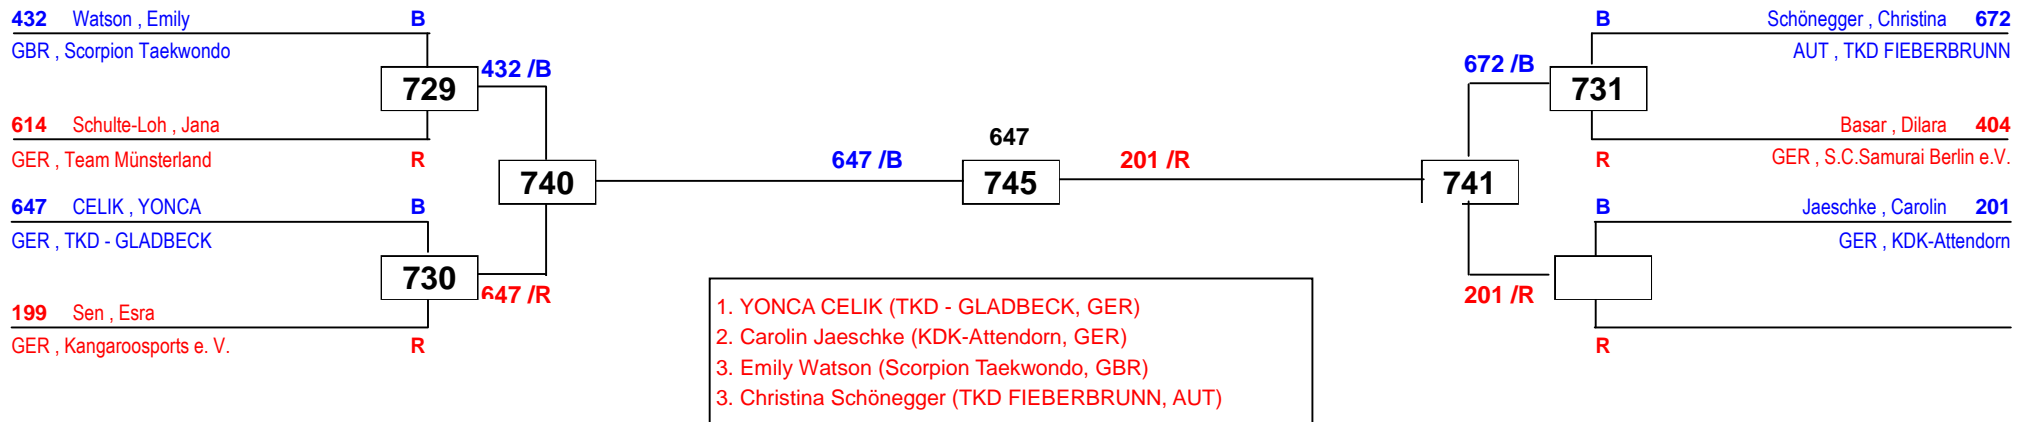 432 Watson , Emily B
GBR , Scorpion Taekwondo
729
432 /B
614 Schulte-Loh , Jana
GER , Team Münsterland R
740
647 CELIK , YONCA B
GER , TKD - GLADBECK
730
647 /R
199 Sen , Esra
GER , Kangaroosports e. V. R
647 /B
647
745
201 /R
B Schönegger , Christina 672
AUT , TKD FIEBERBRUNN
672 /B
731
Basar , Dilara 404
R GER , S.C.Samurai Berlin e.V.
741
B Jaeschke , Carolin 201
GER , KDK-Attendorn
201 /R
R
1. YONCA CELIK (TKD - GLADBECK, GER)
2. Carolin Jaeschke (KDK-Attendorn, GER)
3. Emily Watson (Scorpion Taekwondo, GBR)
3. Christina Schönegger (TKD FIEBERBRUNN, AUT)